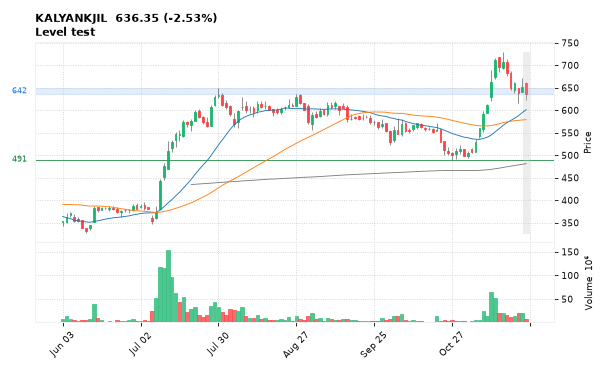 KALYANKJIL 636.35 (-2.53%)
Level test
750
700
650
642
600
550
500
491
450
400
350
Price
150
100
50
Volume 10⁶
Jun 03
Jul 02
Jul 30
Aug 27
Sep 25
Oct 27